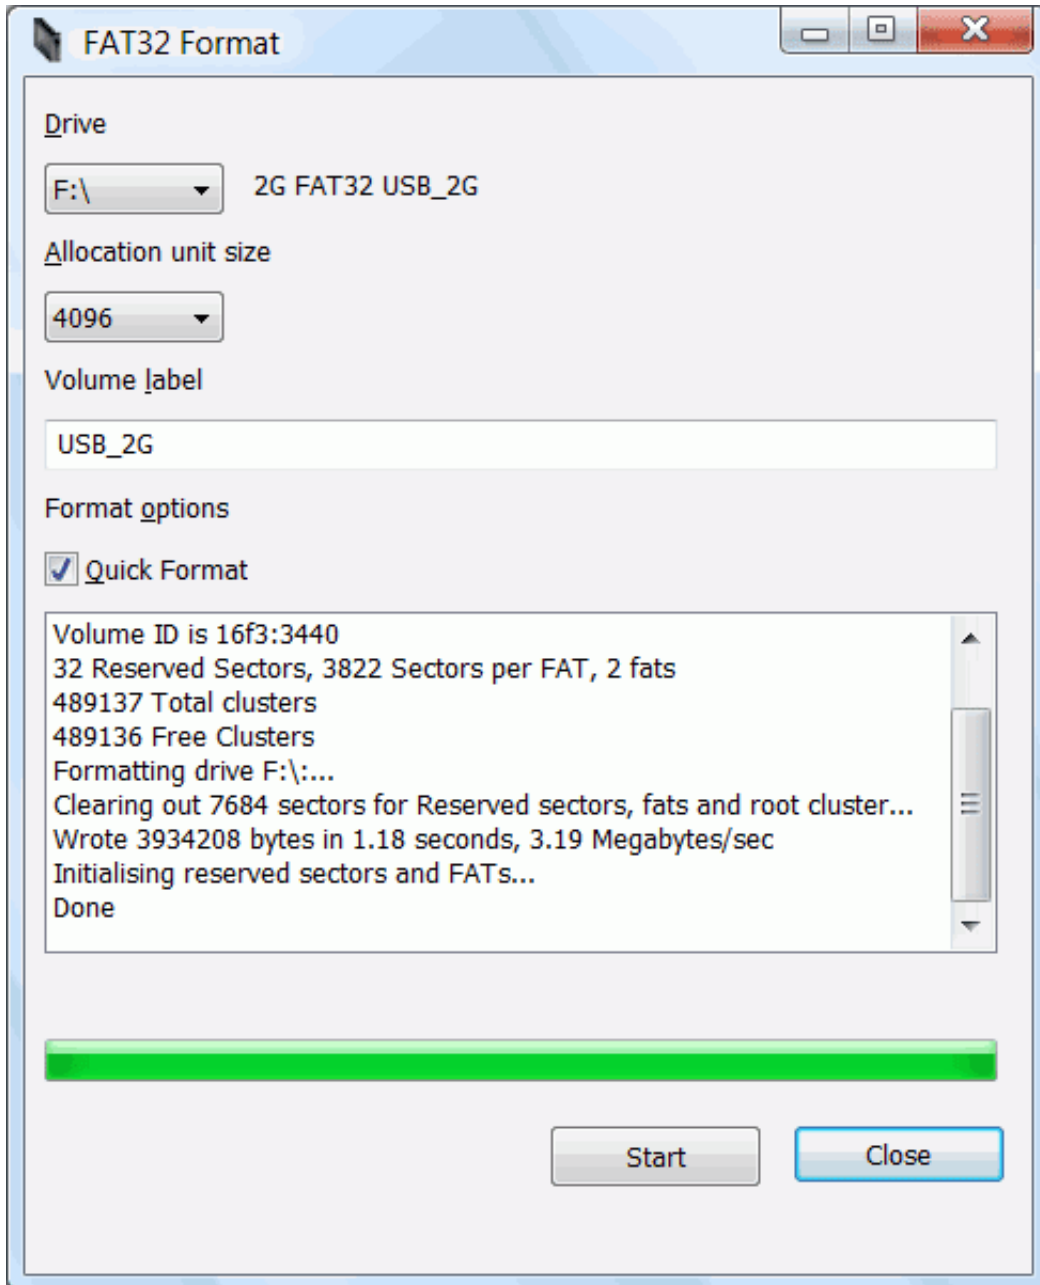 FAT32 Format
Drive
F:\ 2G FAT32 USB_2G
Allocation unit size
4096
Volume label
USB_2G
Format options
Quick Format
Volume ID is 16f3:3440
32 Reserved Sectors, 3822 Sectors per FAT, 2 fats
489137 Total clusters
489136 Free Clusters
Formatting drive F:\:...
Clearing out 7684 sectors for Reserved sectors, fats and root cluster...
Wrote 3934208 bytes in 1.18 seconds, 3.19 Megabytes/sec
Initialising reserved sectors and FATs...
Done
Start Close